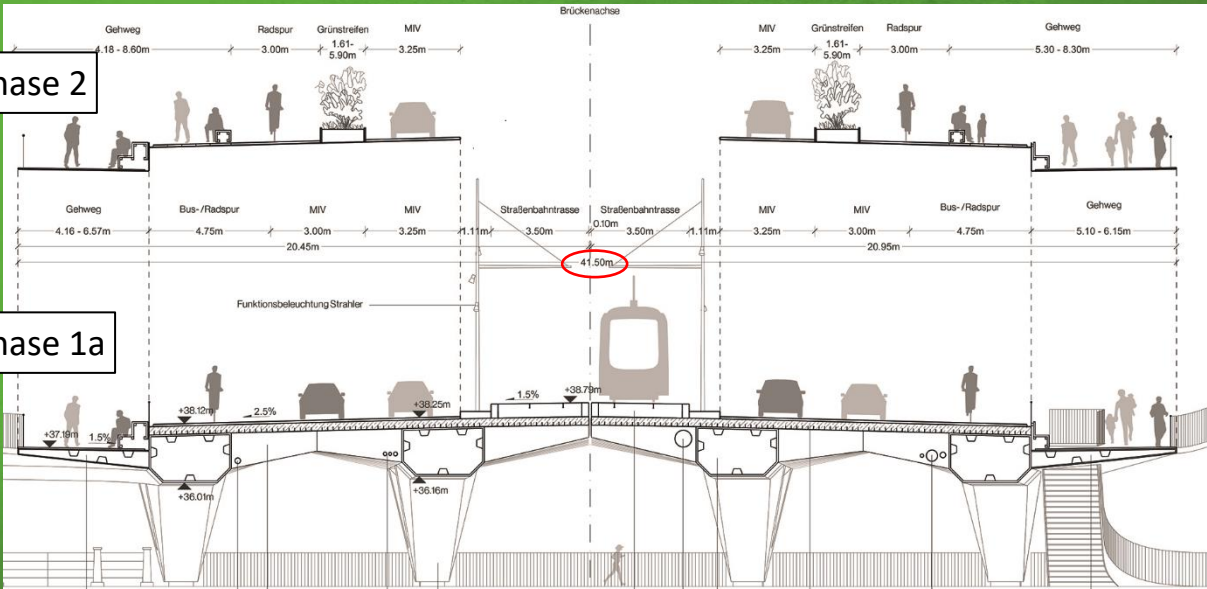 Brückenachse
Gehweg Radspur Grünstreifen MIV MIV Grünstreifen Radspur Gehweg
4.18 - 8.60m 3.00m 1.61-5.90m 3.25m 3.25m 1.61-5.90m 3.00m 5.30 - 8.30m
hase 2
Gehweg Bus-/Radspur MIV MIV Straßenbahntrasse Straßenbahntrasse MIV MIV Bus-/Radspur Gehweg
0.10m
4.16 - 6.57m 4.75m 3.00m 3.25m 1.11m 3.50m 3.50m 1.11m 3.25m 3.00m 4.75m 5.10 - 6.15m
20.45m 20.95m
41.50m
Funktionsbeleuchtung Strahler
hase 1a
1.5% +38.79m
+38.12m 2.5% +38.25m
+37.19m 1.5%
+36.01m +36.16m